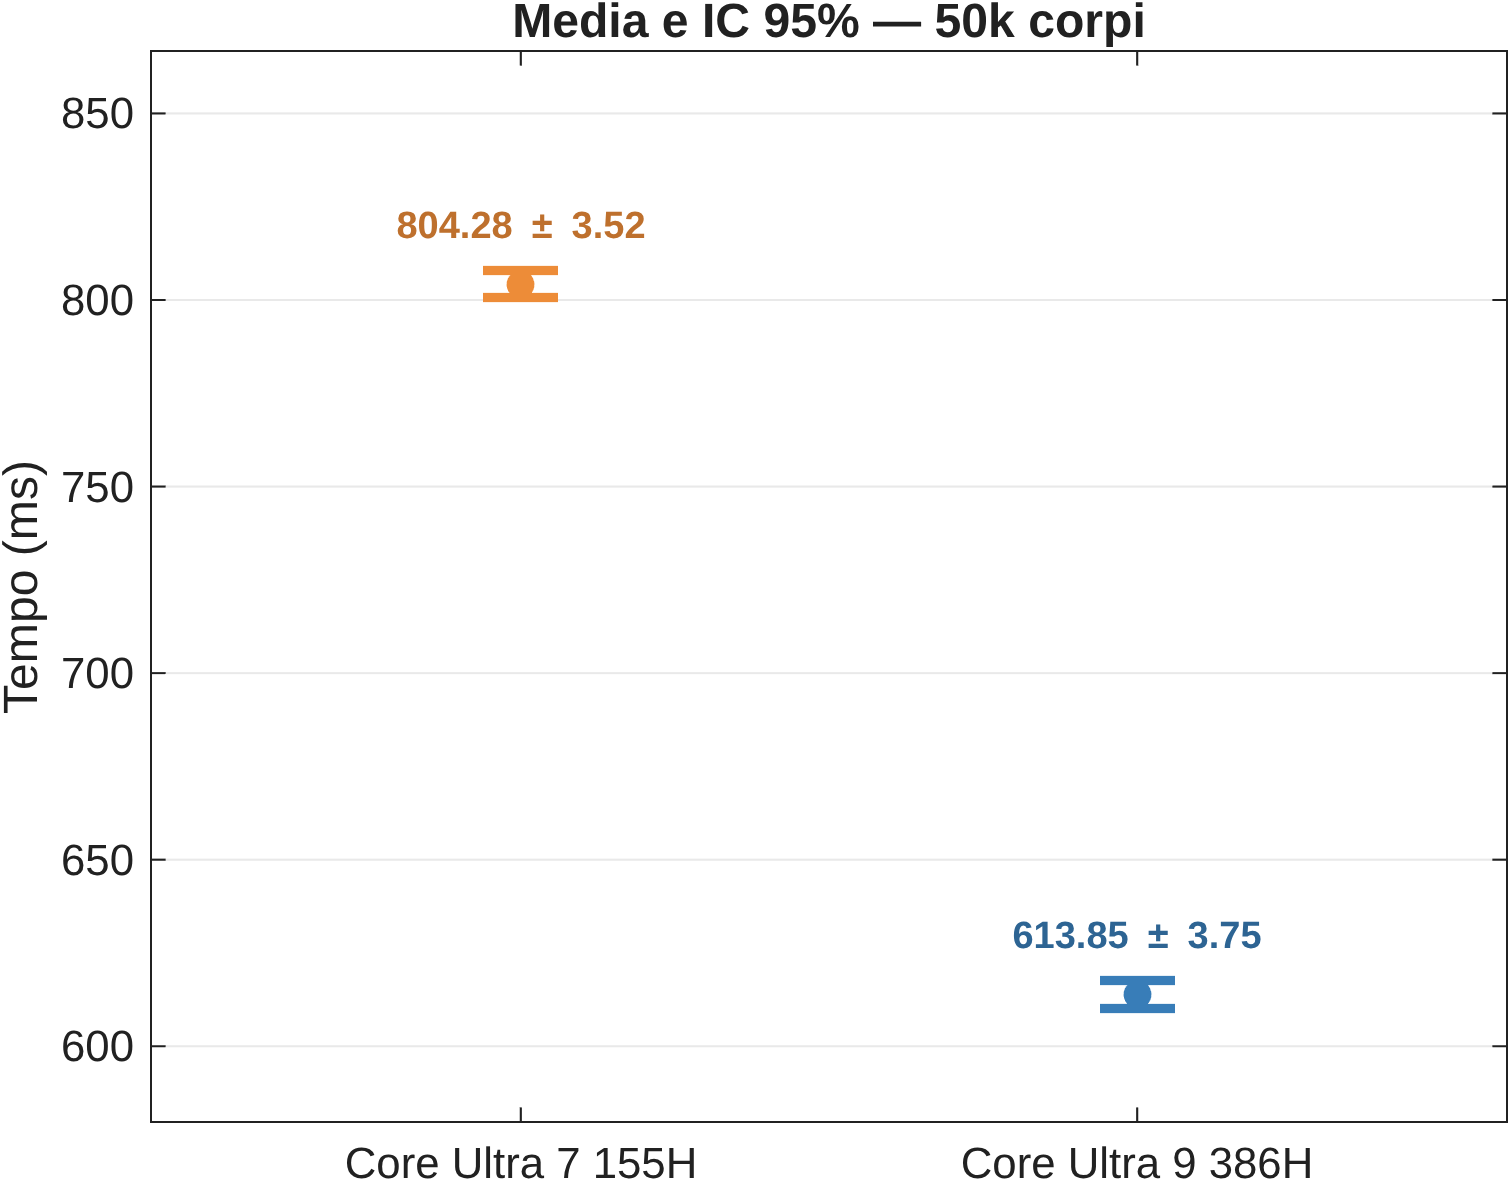 Media e IC 95% — 50k corpi
850
800
750
700
650
600
Tempo (ms)
804.28 ± 3.52
613.85 ± 3.75
Core Ultra 7 155H
Core Ultra 9 386H